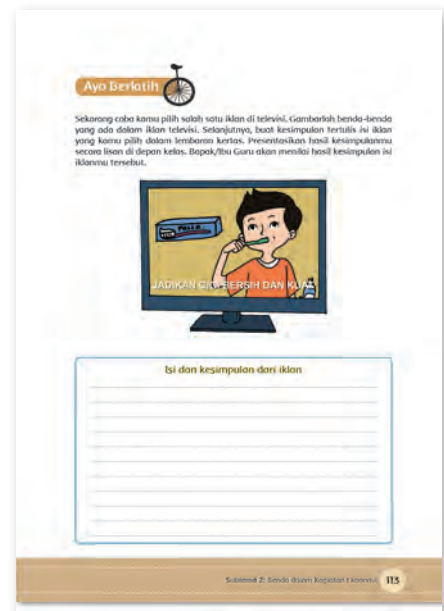 Ayo Berlatih
Sekarang coba kamu pilih salah satu iklan di televisi. Gambarlah benda-benda
yang ada dalam iklan televisi. Selanjutnya, buat kesimpulan tertulis isi iklan
yang kamu pilih dalam lembaran kertas. Presentasikan hasil kesimpulanmu
secara lisan di depan kelas. Bapak/Ibu Guru akan menilai hasil kesimpulan isi
iklanmu tersebut.
JADIKAN GIGI BERSIH DAN KUAT
Isi dan kesimpulan dari iklan
Subtema 2: Benda dalam Kegiatan Ekonomi 113